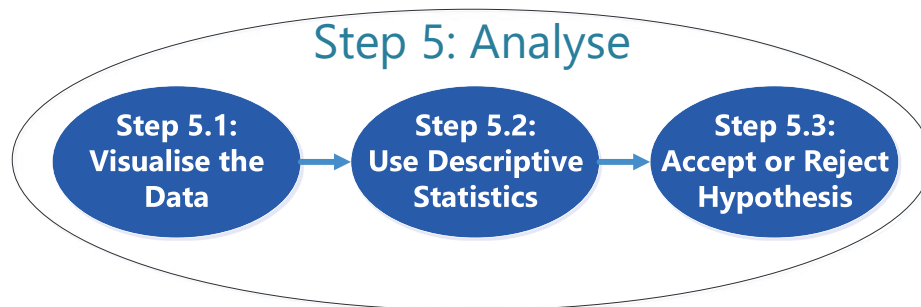 Step 5: Analyse
Step 5.1:
Visualise the
Data
Step 5.2:
Use Descriptive
Statistics
Step 5.3:
Accept or Reject
Hypothesis